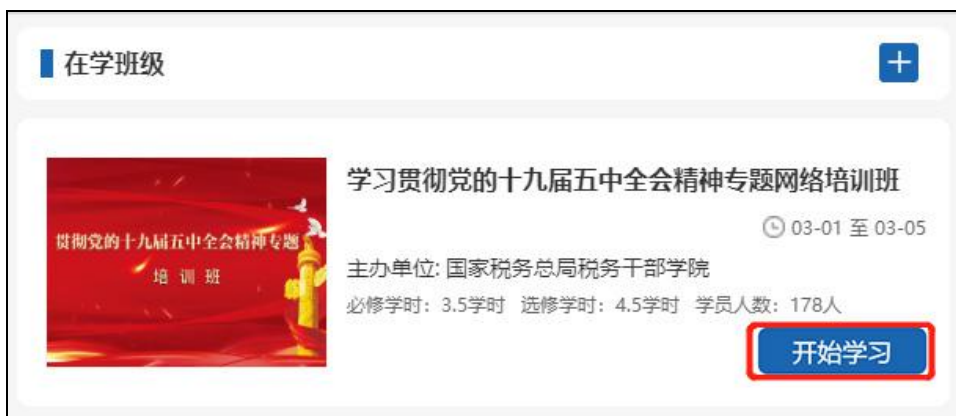 在学班级
学习贯彻党的十九届五中全会精神专题网络培训班
03-01 至 03-05
贯彻党的十九届五中全会精神专题
培训班
主办单位: 国家税务总局税务干部学院
必修学时: 3.5学时 选修学时: 4.5学时 学员人数: 178人
开始学习